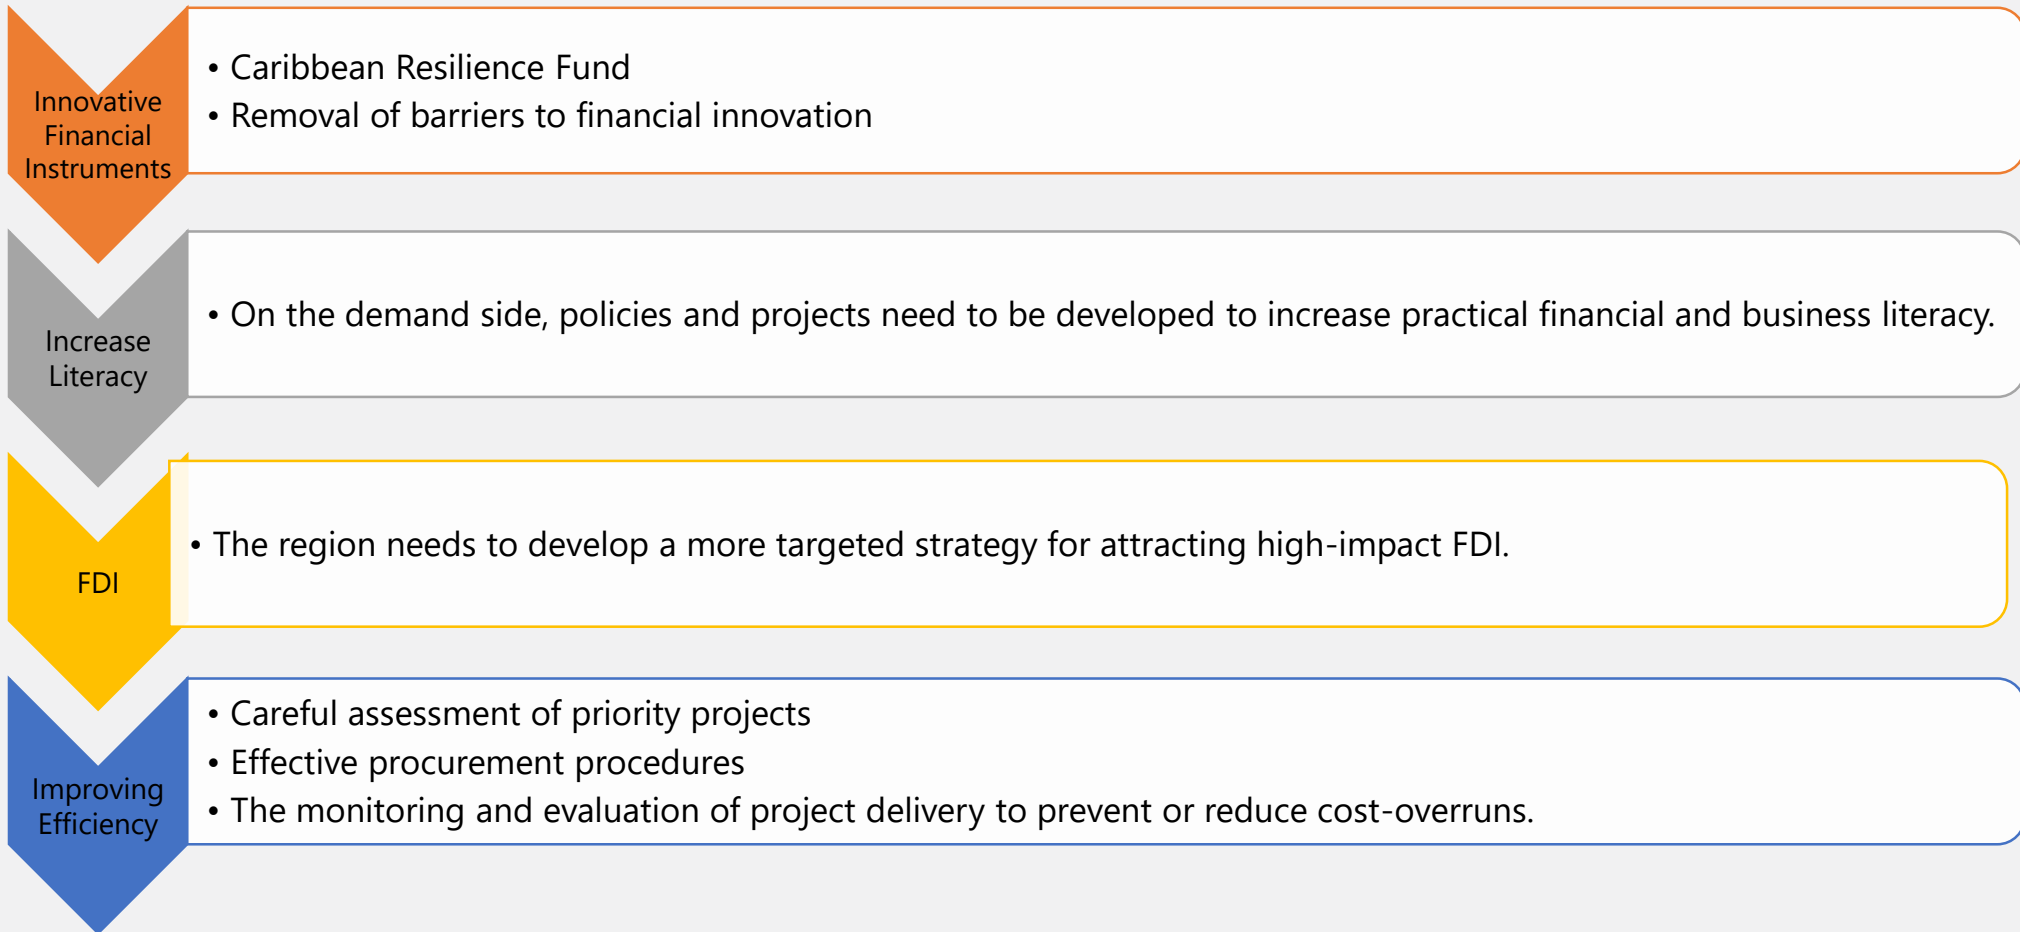 Innovative
Financial
Instruments
• Caribbean Resilience Fund
• Removal of barriers to financial innovation
Increase
Literacy
• On the demand side, policies and projects need to be developed to increase practical financial and business literacy.
FDI
• The region needs to develop a more targeted strategy for attracting high-impact FDI.
Improving
Efficiency
• Careful assessment of priority projects
• Effective procurement procedures
• The monitoring and evaluation of project delivery to prevent or reduce cost-overruns.